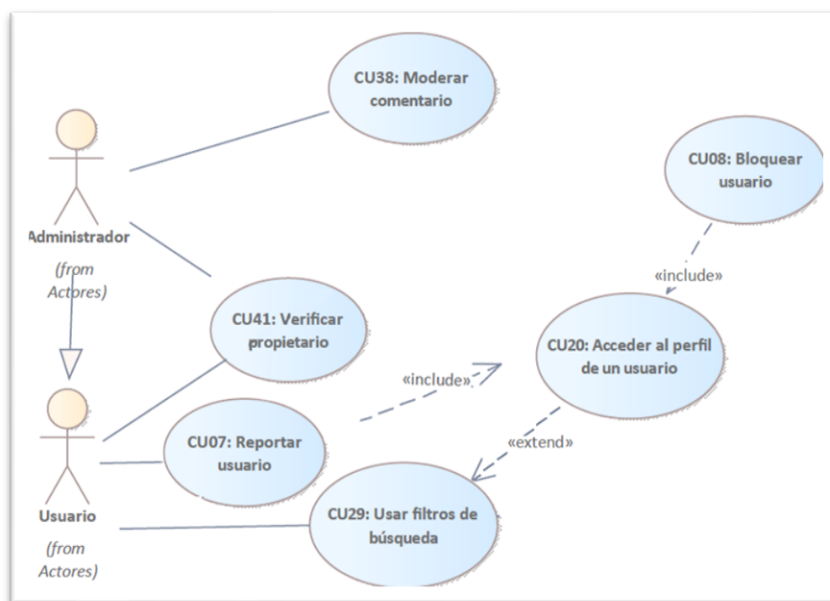 CU38: Moderar
comentario
CU08: Bloquear
usuario
Administrador
(from
Actores)
«include»
CU41: Verificar
propietario
CU20: Acceder al perfil
de un usuario
«include»
CU07: Reportar
usuario
«extend»
Usuario
(from
Actores)
CU29: Usar filtros de
búsqueda